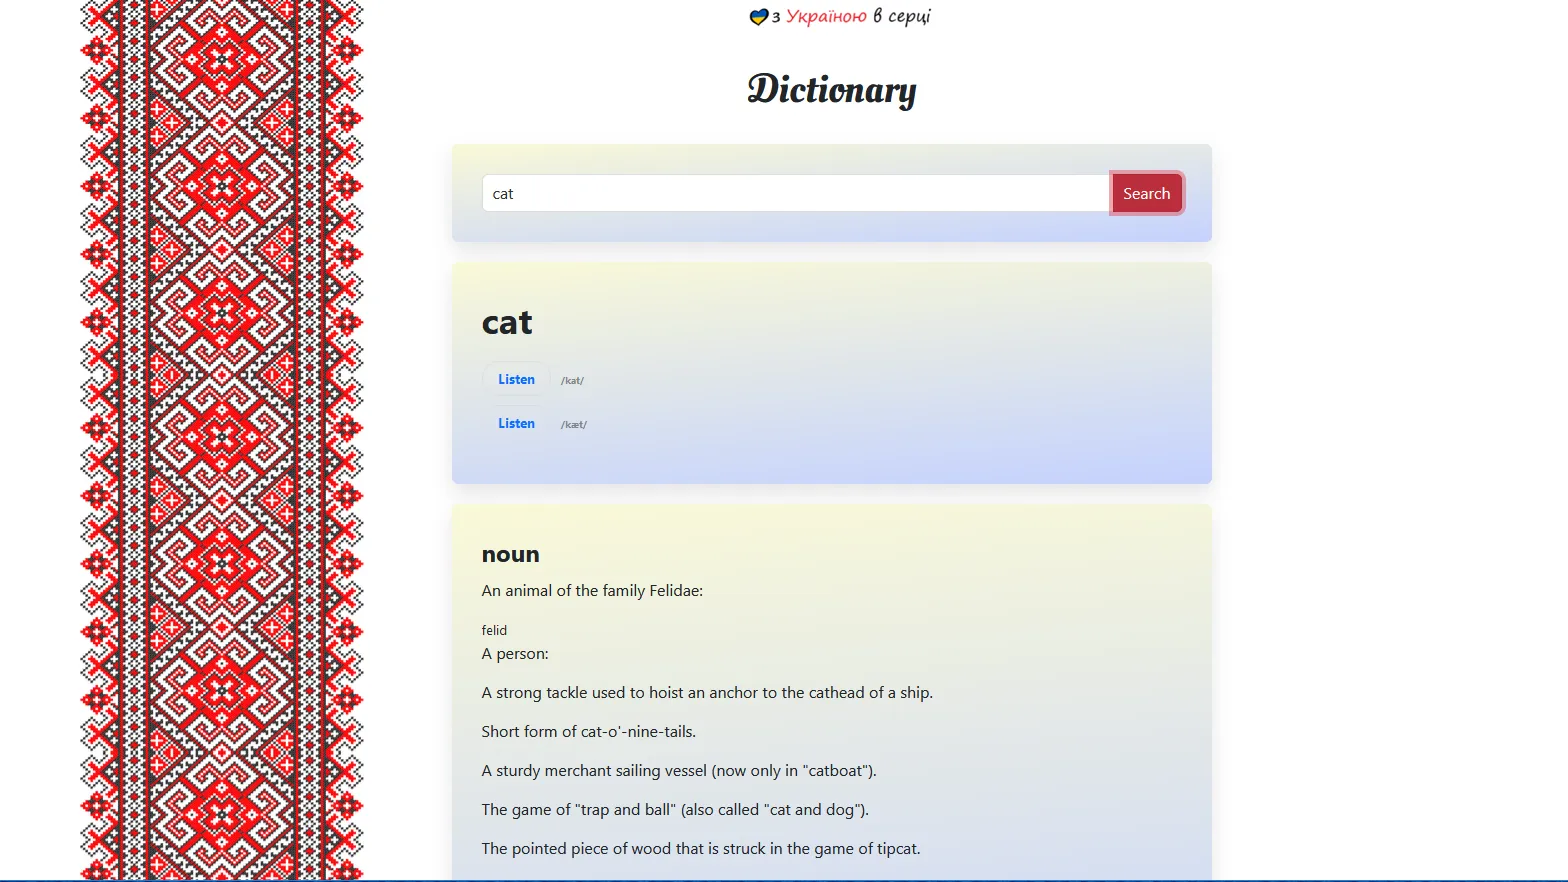 з Україною в серці
Dictionary
cat
Search
cat
Listen /kat/
Listen /kæt/
noun
An animal of the family Felidae:
felid
A person:
A strong tackle used to hoist an anchor to the cathead of a ship.
Short form of cat-o'-nine-tails.
A sturdy merchant sailing vessel (now only in "catboat").
The game of "trap and ball" (also called "cat and dog").
The pointed piece of wood that is struck in the game of tipcat.